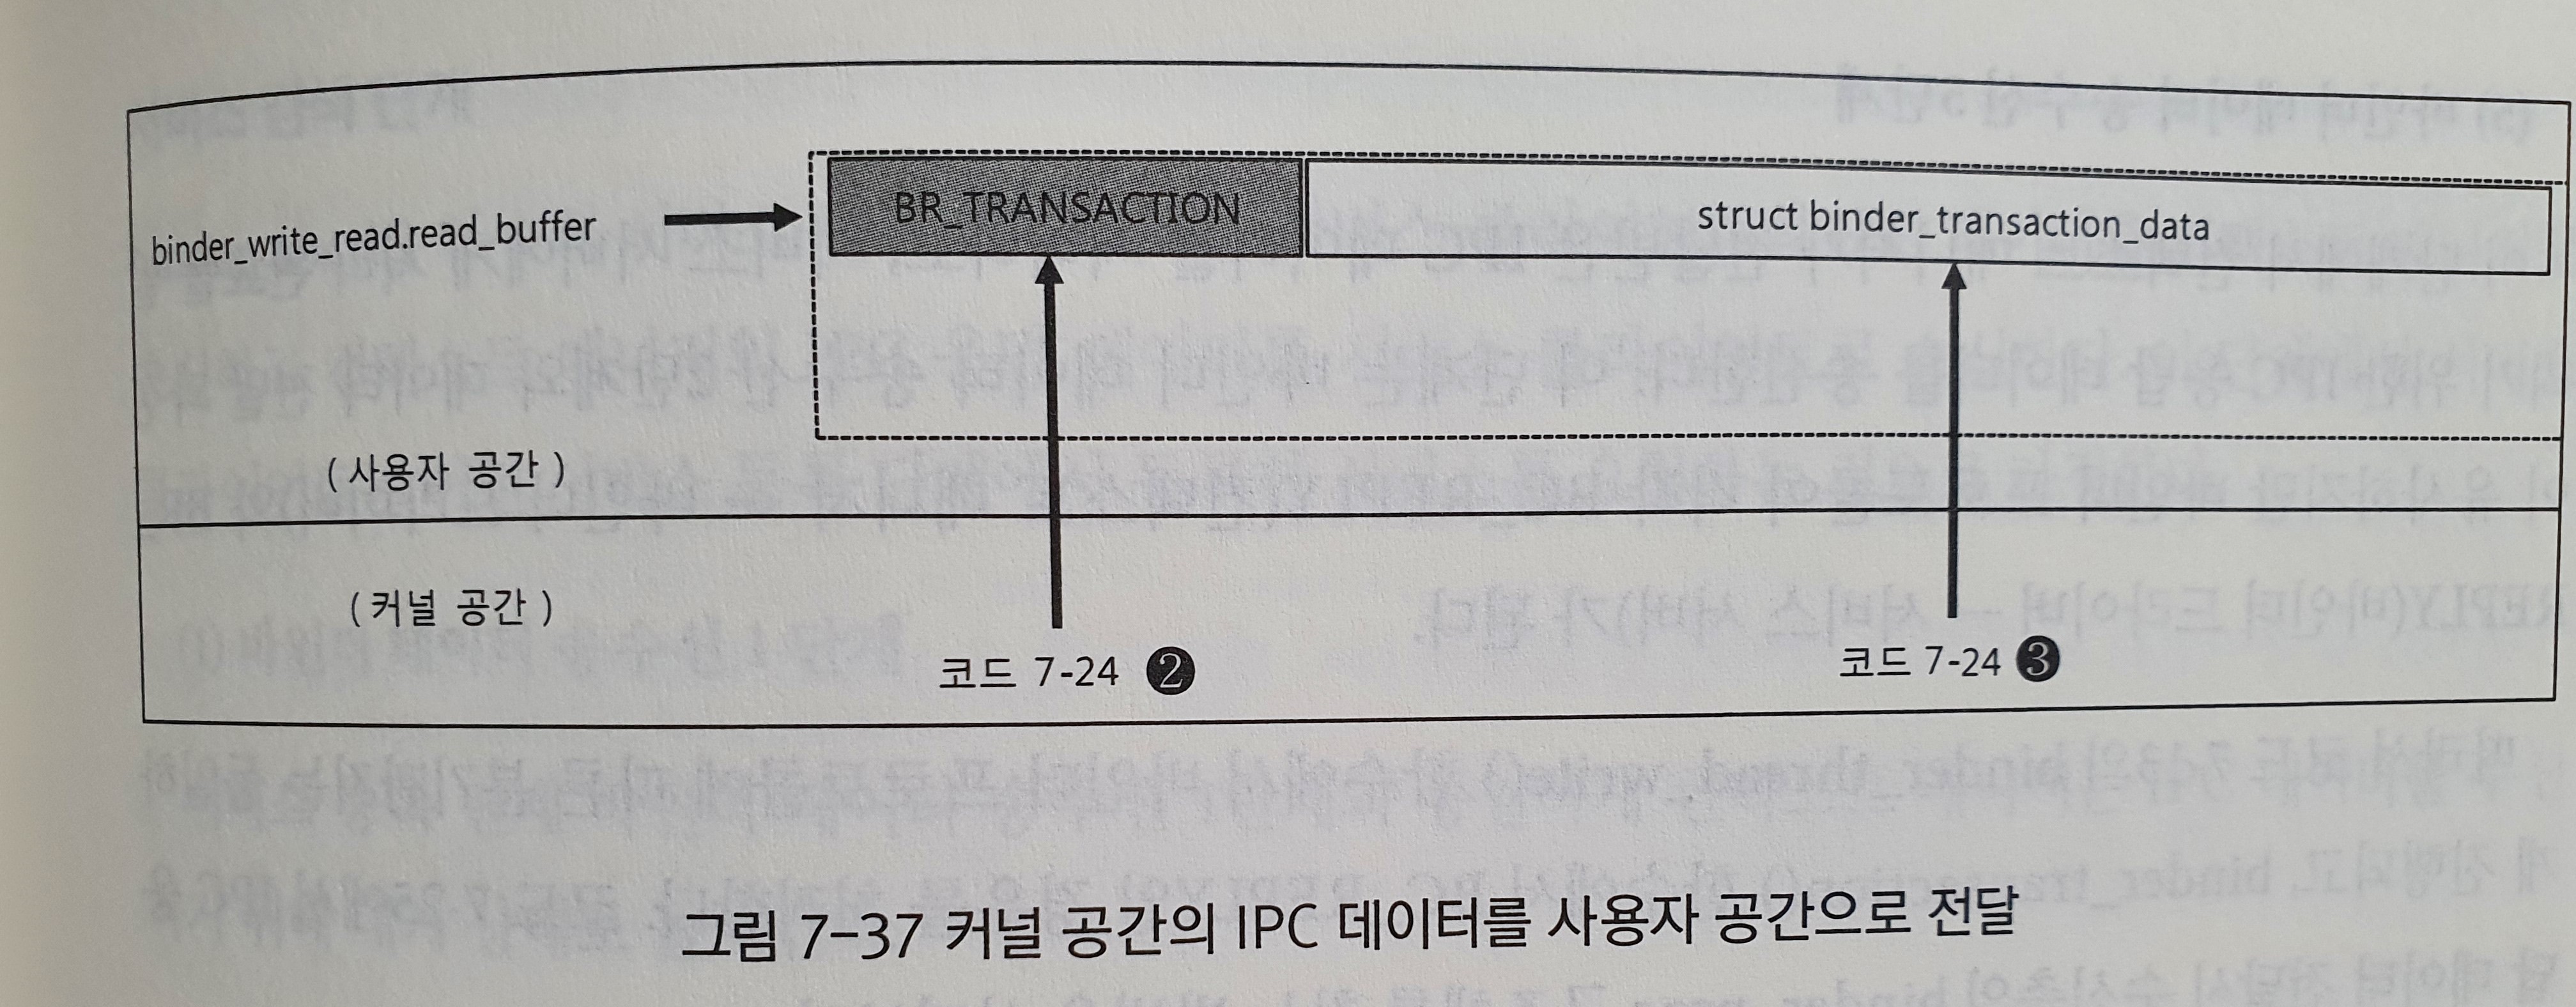 binder_write_read.read_buffer
BR_TRANSACTION
struct binder_transaction_data
( 사용자 공간 )
( 커널 공간 )
코드 7-24 ❷
코드 7-24 ❸
그림 7-37 커널 공간의 IPC 데이터를 사용자 공간으로 전달